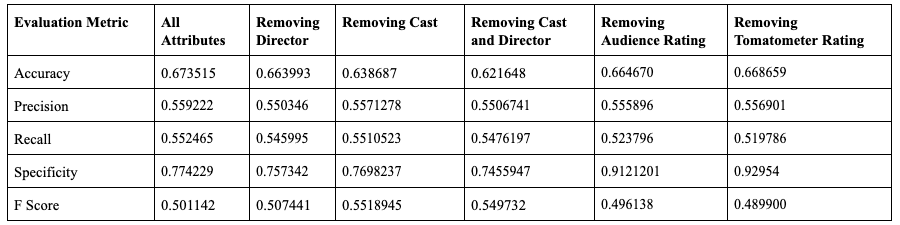 Evaluation Metric All Attributes Removing Director Removing Cast Removing Cast and Director Removing Audience Rating Removing Tomatometer Rating
Accuracy 0.673515 0.663993 0.638687 0.621648 0.664670 0.668659
Precision 0.559222 0.550346 0.5571278 0.5506741 0.555896 0.556901
Recall 0.552465 0.545995 0.5510523 0.5476197 0.523796 0.519786
Specificity 0.774229 0.757342 0.7698237 0.7455947 0.9121201 0.92954
F Score 0.501142 0.507441 0.5518945 0.549732 0.496138 0.489900